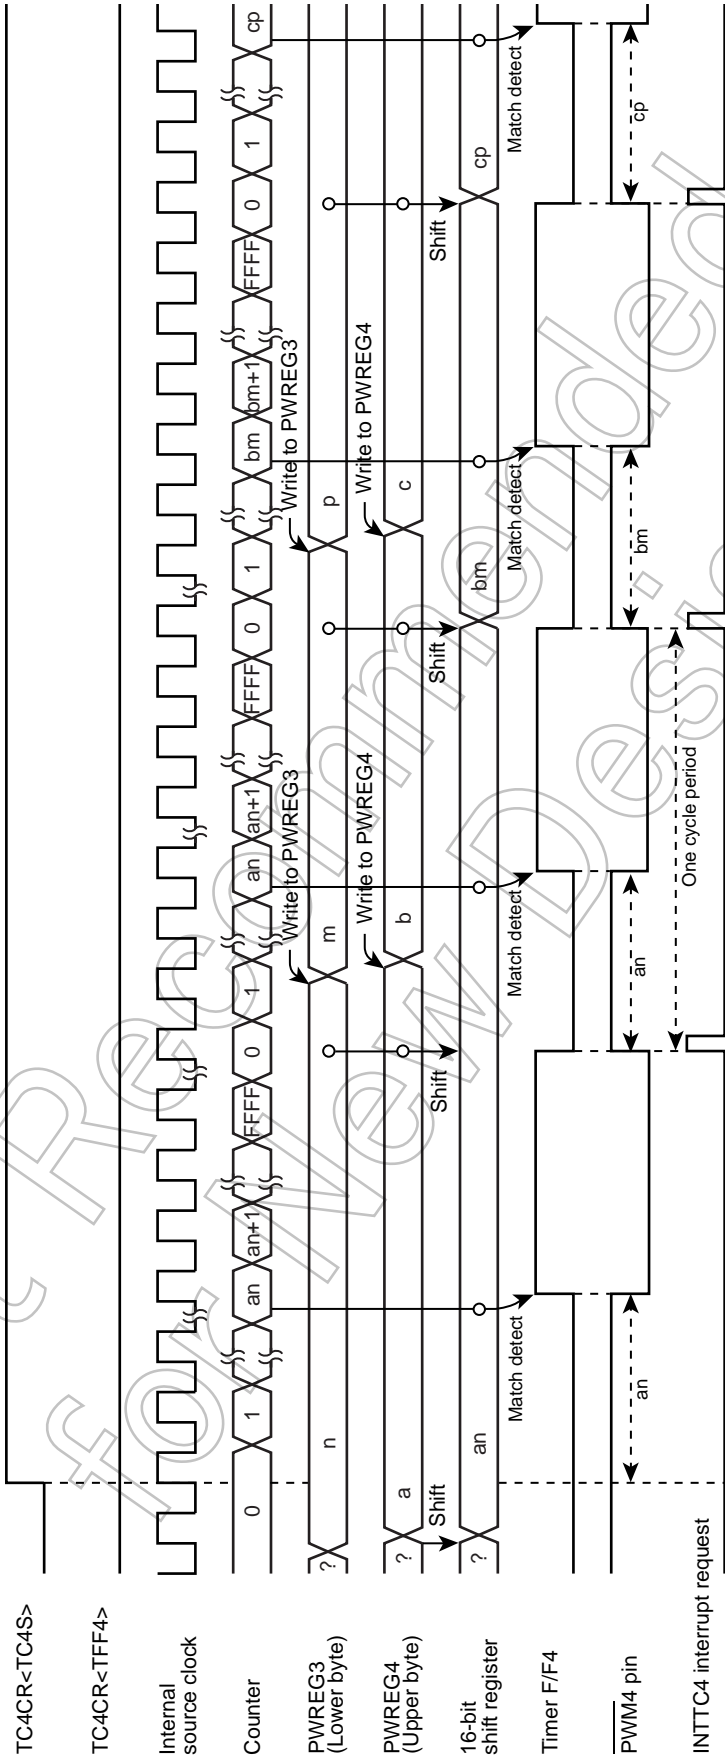 TC4CR<TC4S>
TC4CR<TFF4>
Internal
source clock
Counter 0 1 an an+1 FFFF 0 1 an an+1 FFFF 0 1 bm bm+1 FFFF 0 1 cp
Write to PWREG3 Write to PWREG3
PWREG3
(Lower byte) ? n m p
Write to PWREG4 Write to PWREG4
PWREG4
(Upper byte) ? a b c
Shift Shift Shift Shift
16-bit
shift register ? an bm cp
Match detect Match detect Match detect Match detect
Timer F/F4
PWM4 pin
an an bm cp
One cycle period
INTTC4 interrupt request
Recommended
for New